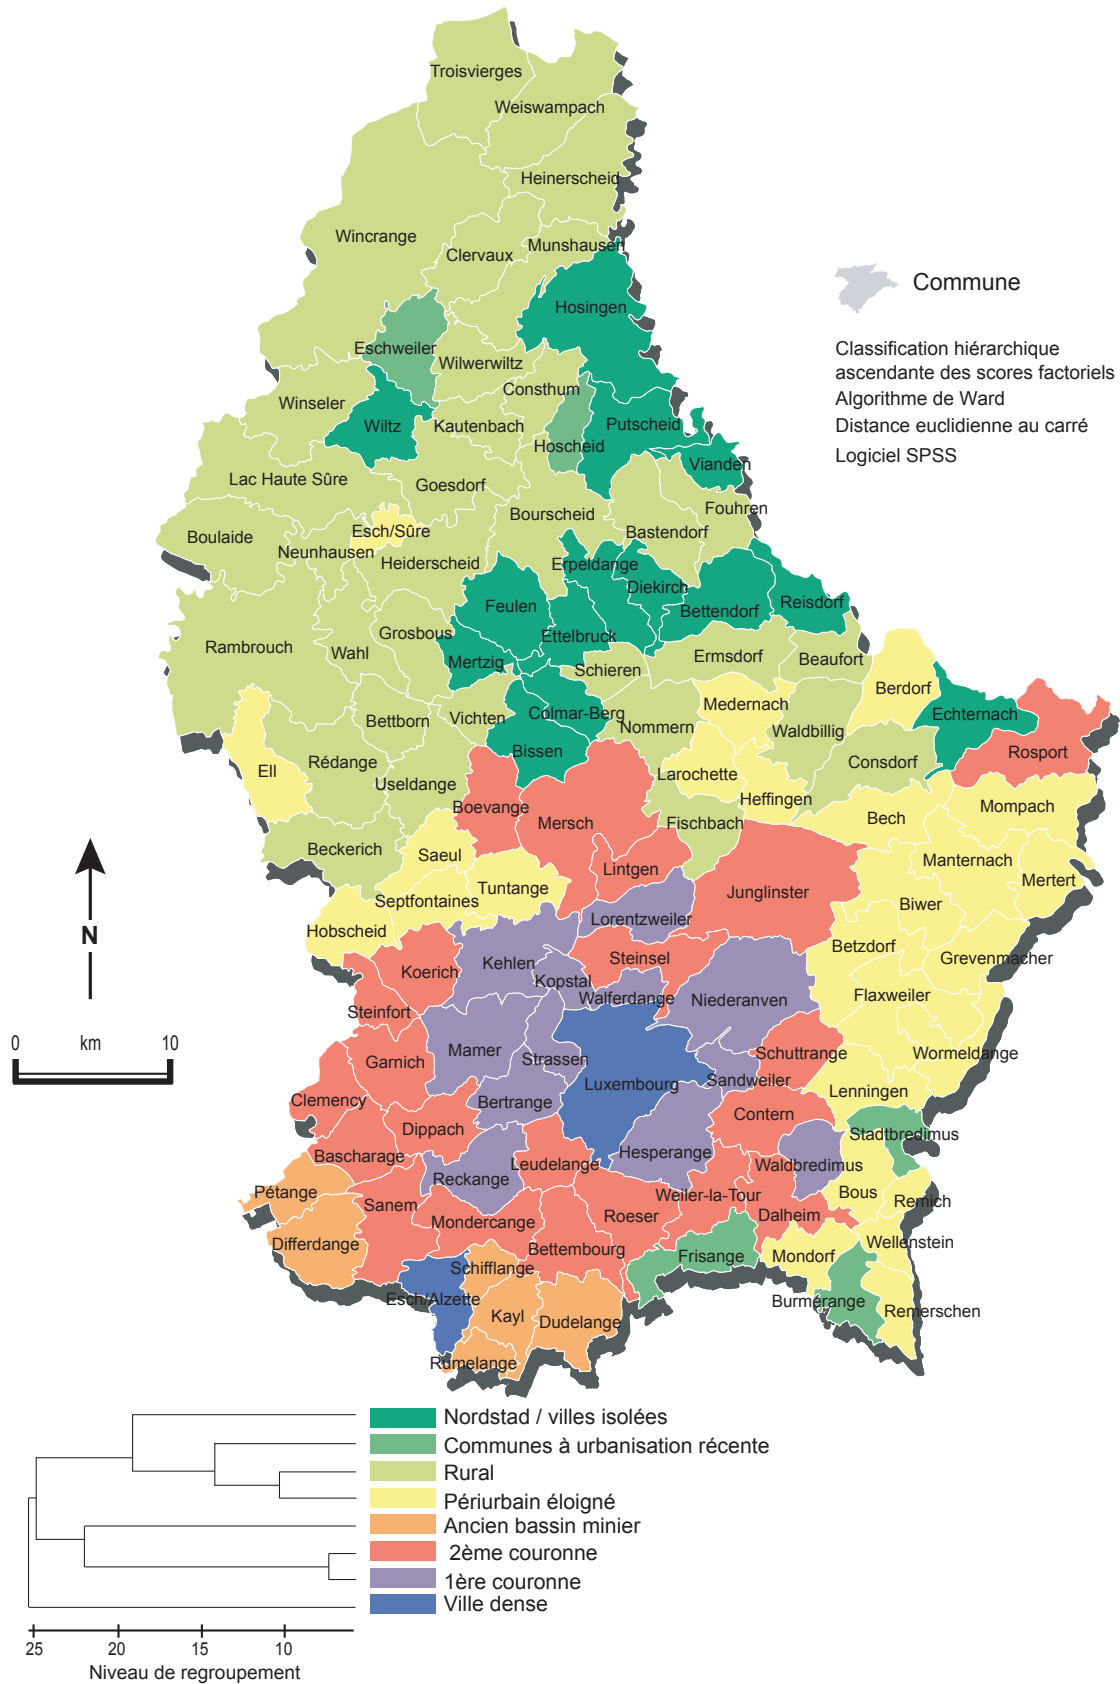 Troisvierges
Weiswampach
Heinerscheid
Wincrange
Munshausen
Clervaux
Hosingen
Commune
Eschweiler
Wilwerwiltz
Classification hiérarchique
ascendante des scores factoriels
Algorithme de Ward
Distance euclidienne au carré
Logiciel SPSS
Consthum
Winseler
Wiltz
Kautenbach
Putscheid
Hoscheid
Vianden
Lac Haute Sûre
Goesdorf
Fouhren
Bourscheid
Boulaide
Esch/Sûre
Bastendorf
Neunhausen
Heiderscheid
Erpeldange
Diekirch
Feulen
Bettendorf
Reisdorf
Rambrouch
Wahl
Grosbous
Ettelbruck
Mertzig
Schieren
Ermsdorf
Beaufort
Berdorf
Bettborn
Vichten
Colmar-Berg
Medernach
Nommern
Waldbillig
Echternach
Bissen
Rosport
Ell
Rédange
Useldange
Larochette
Consdorf
Heffingen
Boevange
Mersch
Fischbach
Bech
Mompach
Beckerich
Saeul
Lintgen
Manternach
Mertert
Septfontaines
Tuntange
Junglinster
Biwer
N
Hobscheid
Lorentzweiler
Betzdorf
Grevenmacher
Koerich
Kehlen
Steinsel
Kopstal
Walferdange
Niederanven
Flaxweiler
Steinfort
0 km 10
Garnich
Mamer
Strassen
Luxembourg
Schuttrange
Sandweiler
Wormeldange
Lenningen
Clemency
Bertrange
Contern
Dippach
Stadtbredimus
Bascharage
Leudelange
Hesperange
Waldbredimus
Reckange
Pétange
Sanem
Weiler-la-Tour
Bous
Remich
Mondercange
Roeser
Dalheim
Differdange
Bettembourg
Frisange
Mondorf
Wellenstein
Schifflange
Esch/Alzette
Burmérange
Remerschen
Kayl
Dudelange
Rumelange
Nordstad / villes isolées
Communes à urbanisation récente
Rural
Périurbain éloigné
Ancien bassin minier
2ème couronne
1ère couronne
Ville dense
25 20 15 10
Niveau de regroupement